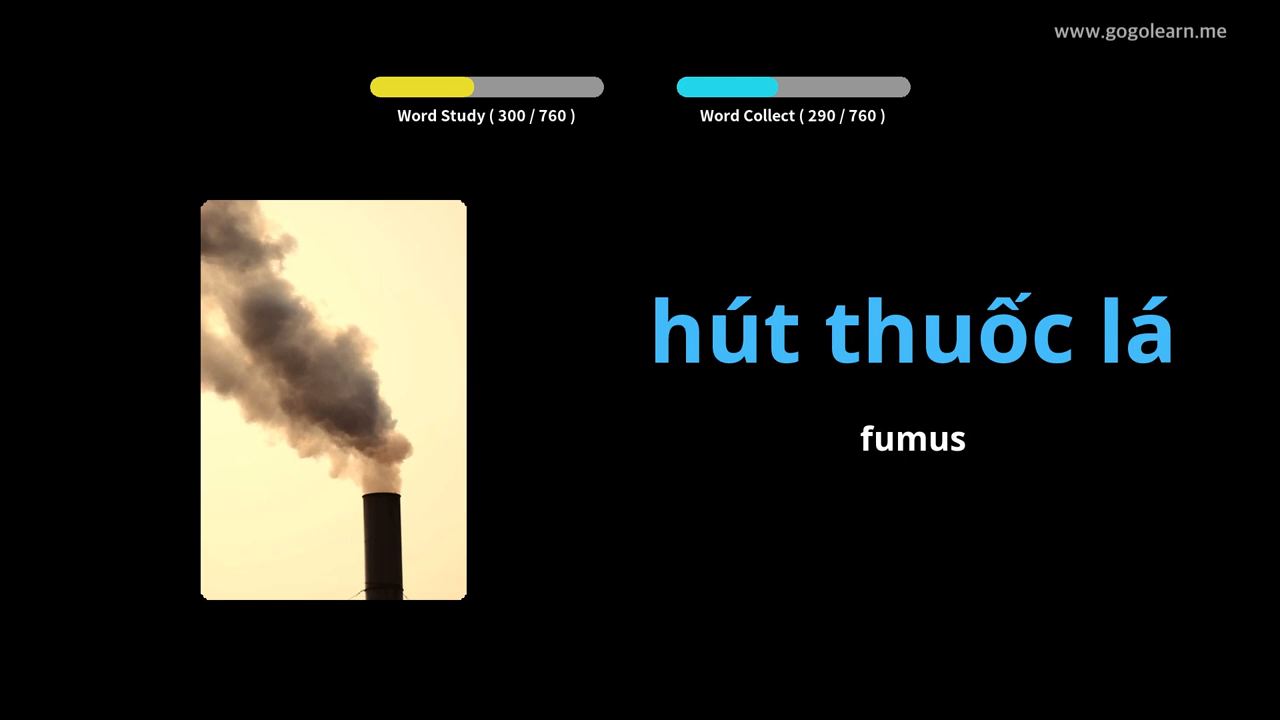 www.gogolearn.me
Word Study ( 300 / 760 )
Word Collect ( 290 / 760 )
hút thuốc lá
fumus